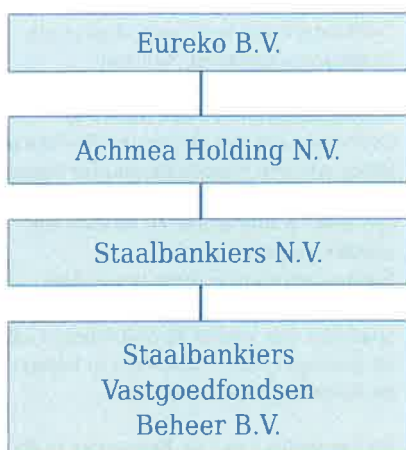 Eureko B.V.
Achmea Holding N.V.
Staalbankiers N.V.
Staalbankiers
Vastgoedfondsen
Beheer B.V.